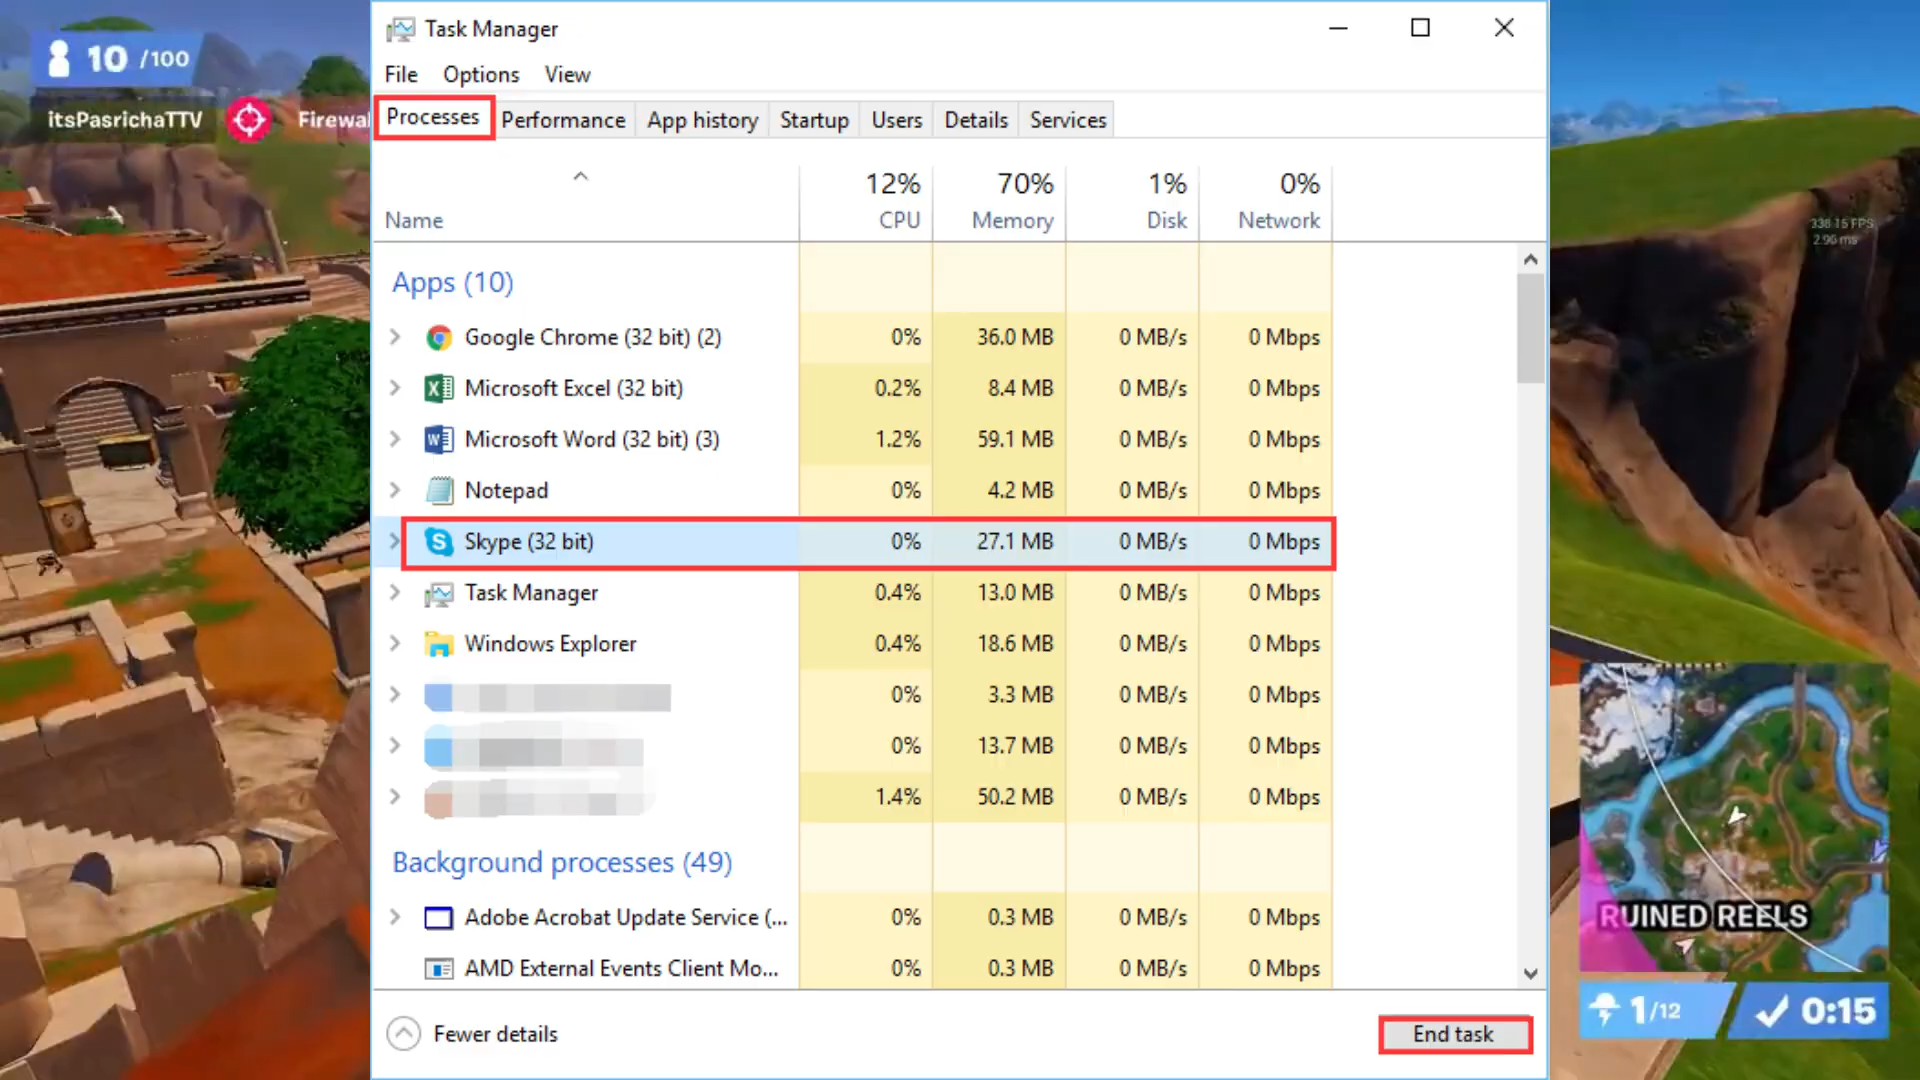 10 /100
itsPasrichaTTV
Task Manager
File Options View
Processes Performance App history Startup Users Details Services
12% 70% 1% 0%
Name CPU Memory Disk Network
Apps (10)
Google Chrome (32 bit) (2) 0% 36.0 MB 0 MB/s 0 Mbps
Microsoft Excel (32 bit) 0.2% 8.4 MB 0 MB/s 0 Mbps
Microsoft Word (32 bit) (3) 1.2% 59.1 MB 0 MB/s 0 Mbps
Notepad 0% 4.2 MB 0 MB/s 0 Mbps
Skype (32 bit) 0% 27.1 MB 0 MB/s 0 Mbps
Task Manager 0.4% 13.0 MB 0 MB/s 0 Mbps
Windows Explorer 0.4% 18.6 MB 0 MB/s 0 Mbps
0% 3.3 MB 0 MB/s 0 Mbps
0% 13.7 MB 0 MB/s 0 Mbps
1.4% 50.2 MB 0 MB/s 0 Mbps
Background processes (49)
Adobe Acrobat Update Service (... 0% 0.3 MB 0 MB/s 0 Mbps
AMD External Events Client Mo... 0% 0.3 MB 0 MB/s 0 Mbps
Fewer details
End task
338.15 FPS
2.96 ms
RUINED REELS
1/12
0:15